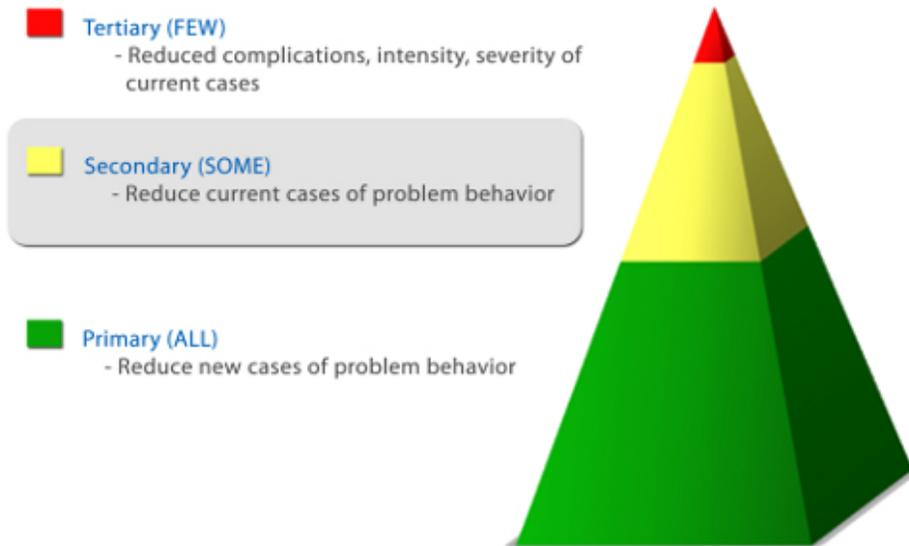 Tertiary (FEW)
- Reduced complications, intensity, severity of
current cases
Secondary (SOME)
- Reduce current cases of problem behavior
Primary (ALL)
- Reduce new cases of problem behavior